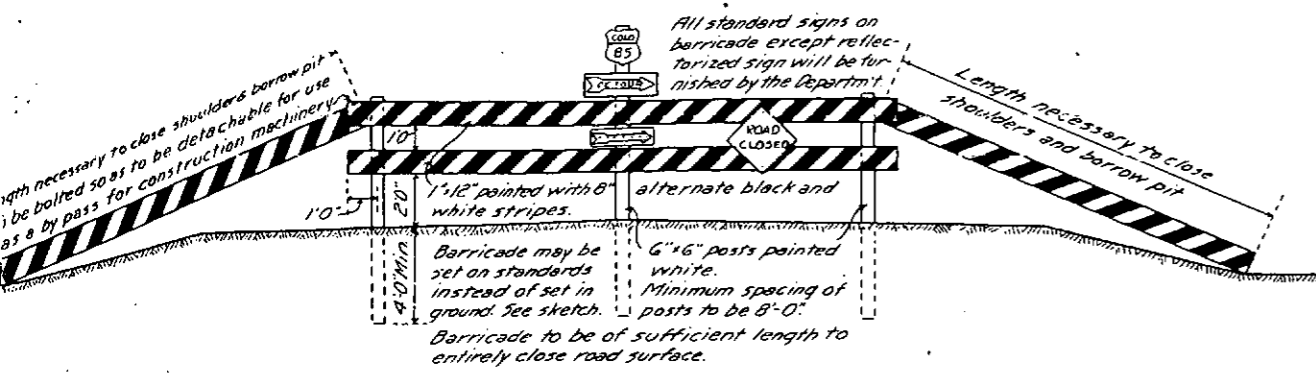 All standard signs on
barricade except reflec-
torized sign will be fur-
nished by the Departm't.
COLO
85
DETOUR
ROAD
CLOSED
necessary to close shoulders & borrow pit
be bolted so as to be detachable for use
as a by pass for construction machinery
Length necessary to close
shoulders and borrow pit
1'0"
2'0"
1'0"
4'0" Min.
1"x12" painted with 8" alternate black and
white stripes.
Barricade may be
set on standards
instead of set in
ground. See sketch.
6"x6" posts painted
white.
Minimum spacing of
posts to be 8'-0".
Barricade to be of sufficient length to
entirely close road surface.